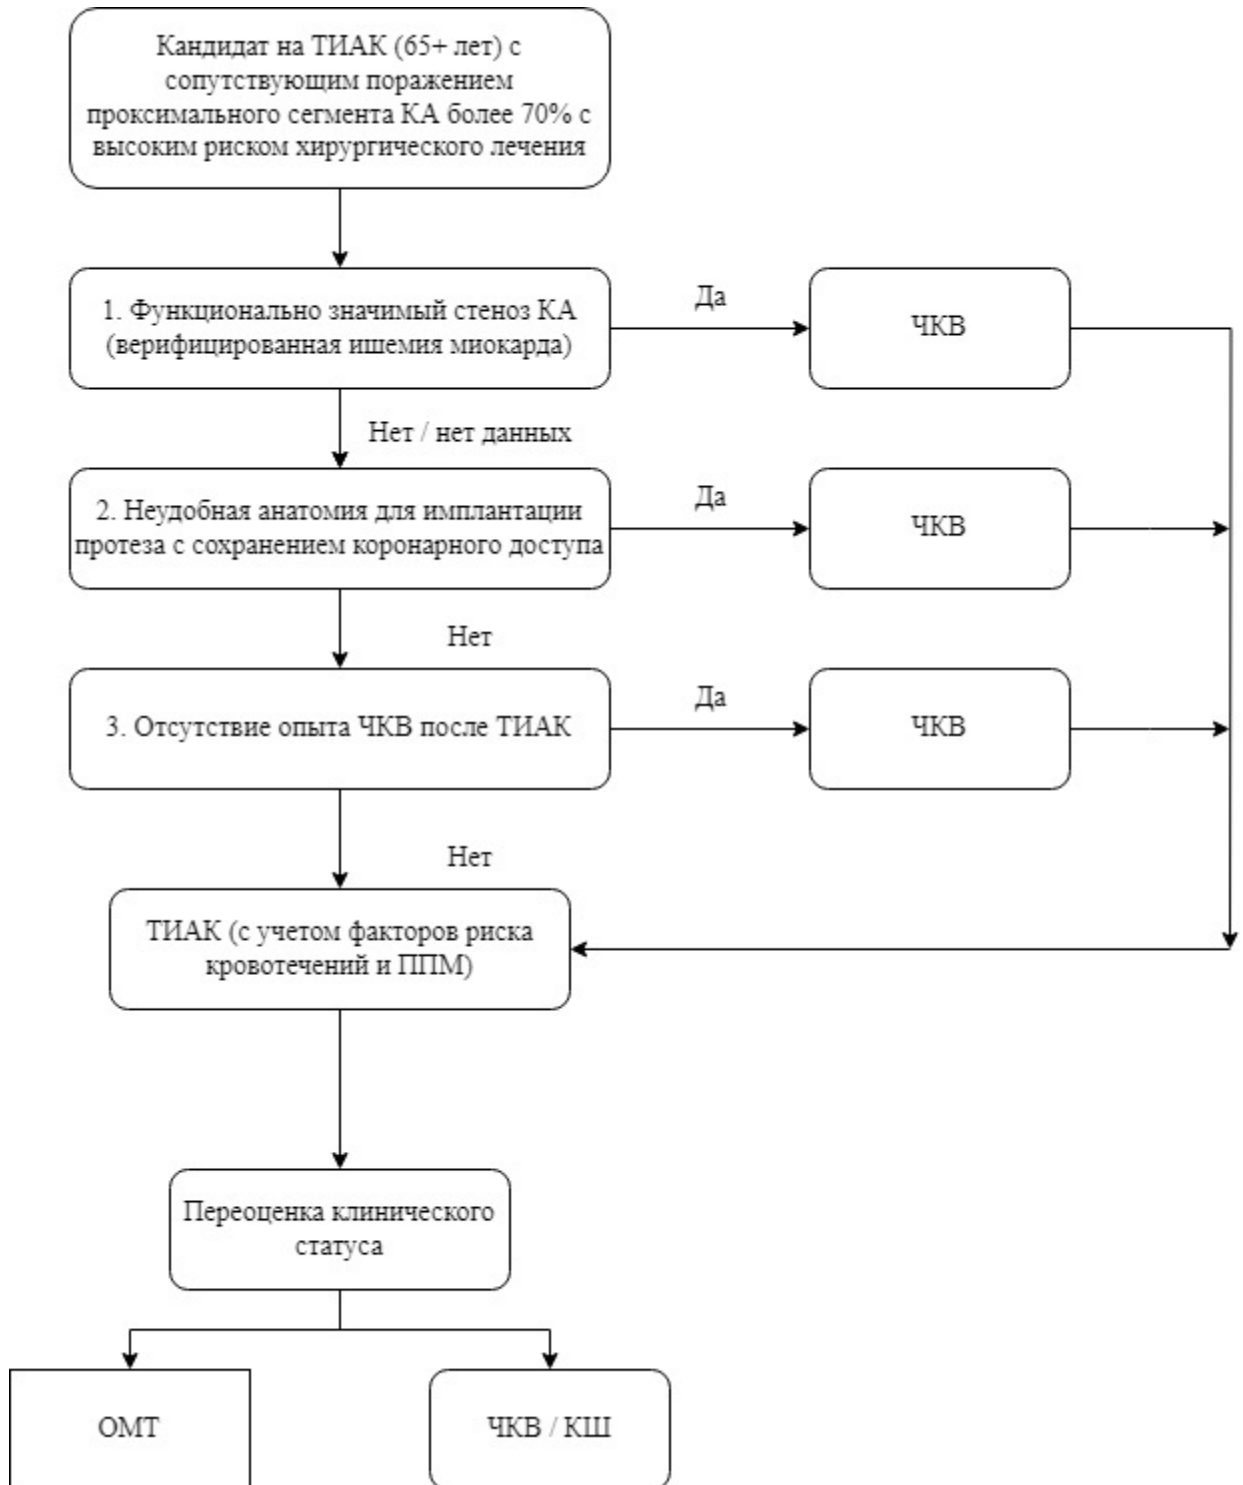 Кандидат на ТИАК (65+ лет) с
сопутствующим поражением
проксимального сегмента КА более 70% с
высоким риском хирургического лечения
1. Функционально значимый стеноз КА
(верифицированная ишемия миокарда)
Да
ЧКВ
Нет / нет данных
2. Неудобная анатомия для имплантации
протеза с сохранением коронарного доступа
Да
ЧКВ
Нет
3. Отсутствие опыта ЧКВ после ТИАК
Да
ЧКВ
Нет
ТИАК (с учетом факторов риска
кровотечений и ППМ)
Переоценка клинического
статуса
ОМТ
ЧКВ / КШ